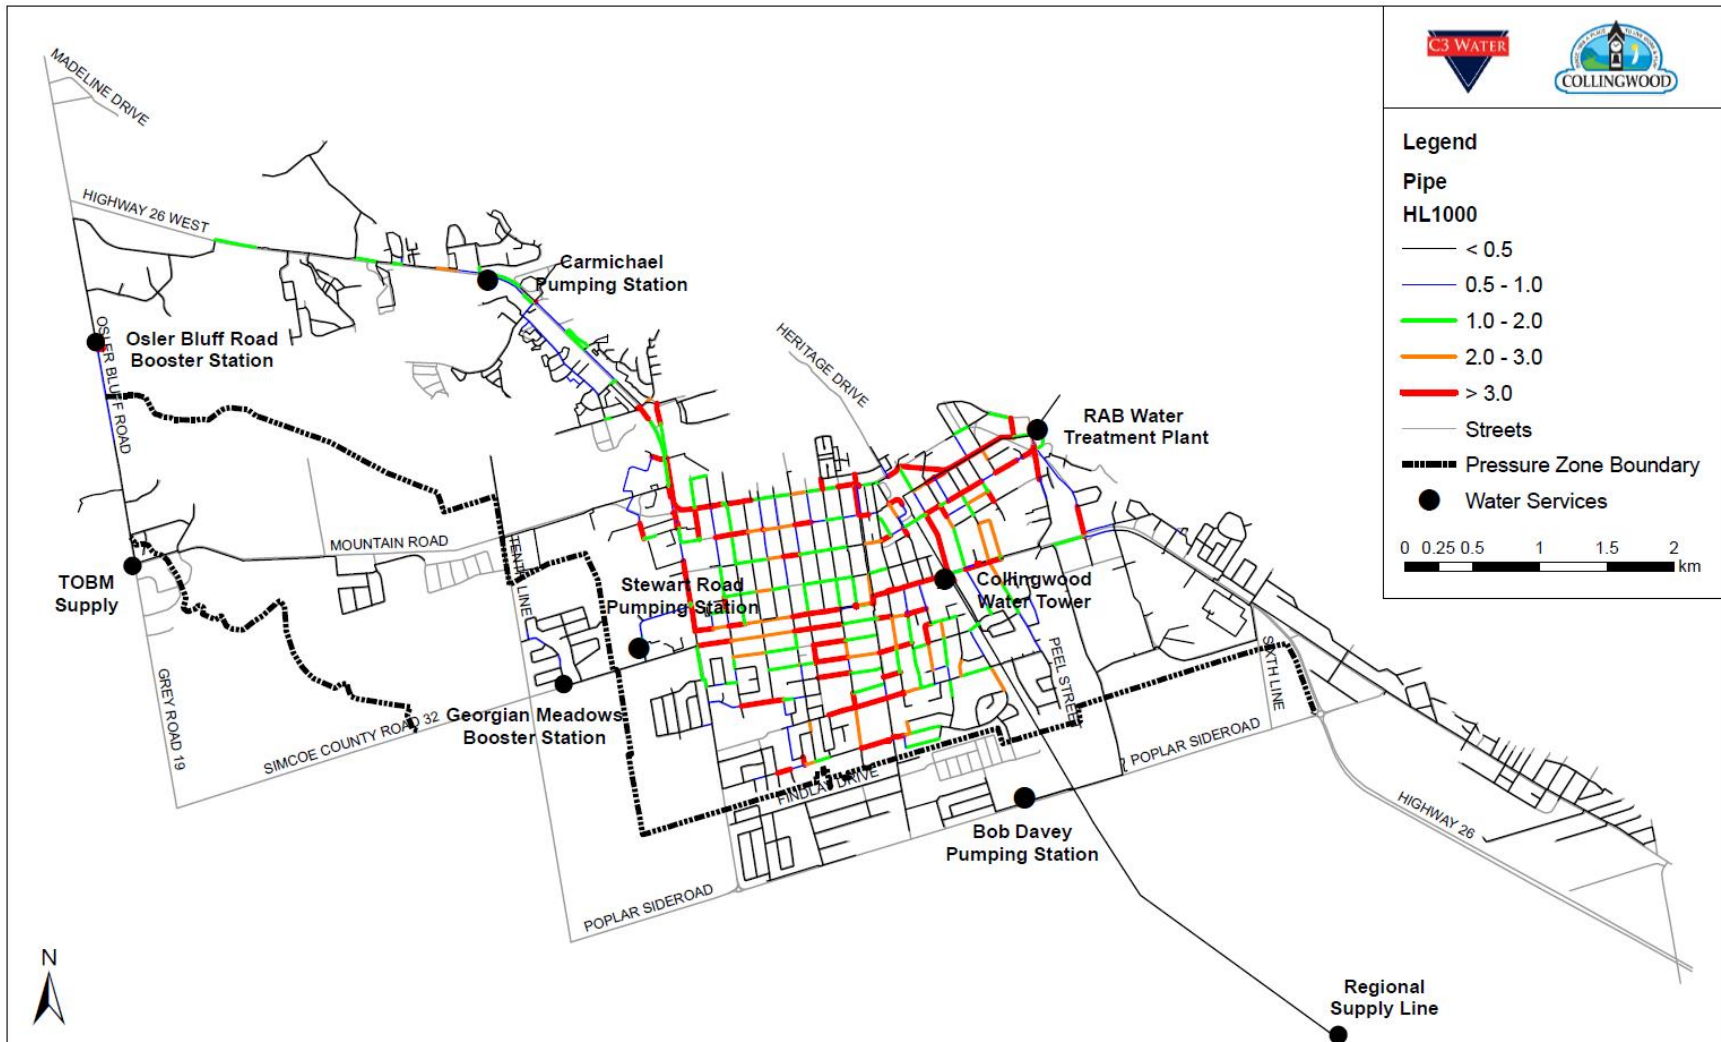 MADELINE DRIVE
HIGHWAY 26 WEST
Carmichael
Pumping Station
Osler Bluff Road
Booster Station
OSLER BLUFF ROAD
HERITAGE DRIVE
RAB Water
Treatment Plant
MOUNTAIN ROAD
TENTH LINE
TOBM
Supply
Stewart Road
Pumping Station
Collingwood
Water Tower
GREY ROAD 19
SIMCOE COUNTY ROAD 32
Georgian Meadows
Booster Station
PEEL STREET
SIXTH LINE
FINDLAY DRIVE
POPLAR SIDEROAD
Bob Davey
Pumping Station
HIGHWAY 26
POPLAR SIDEROAD
Regional
Supply Line
N
C3 WATER
COLLINGWOOD
Legend
Pipe
HL1000
< 0.5
0.5 - 1.0
1.0 - 2.0
2.0 - 3.0
> 3.0
Streets
Pressure Zone Boundary
Water Services
0 0.25 0.5 1 1.5 2
km